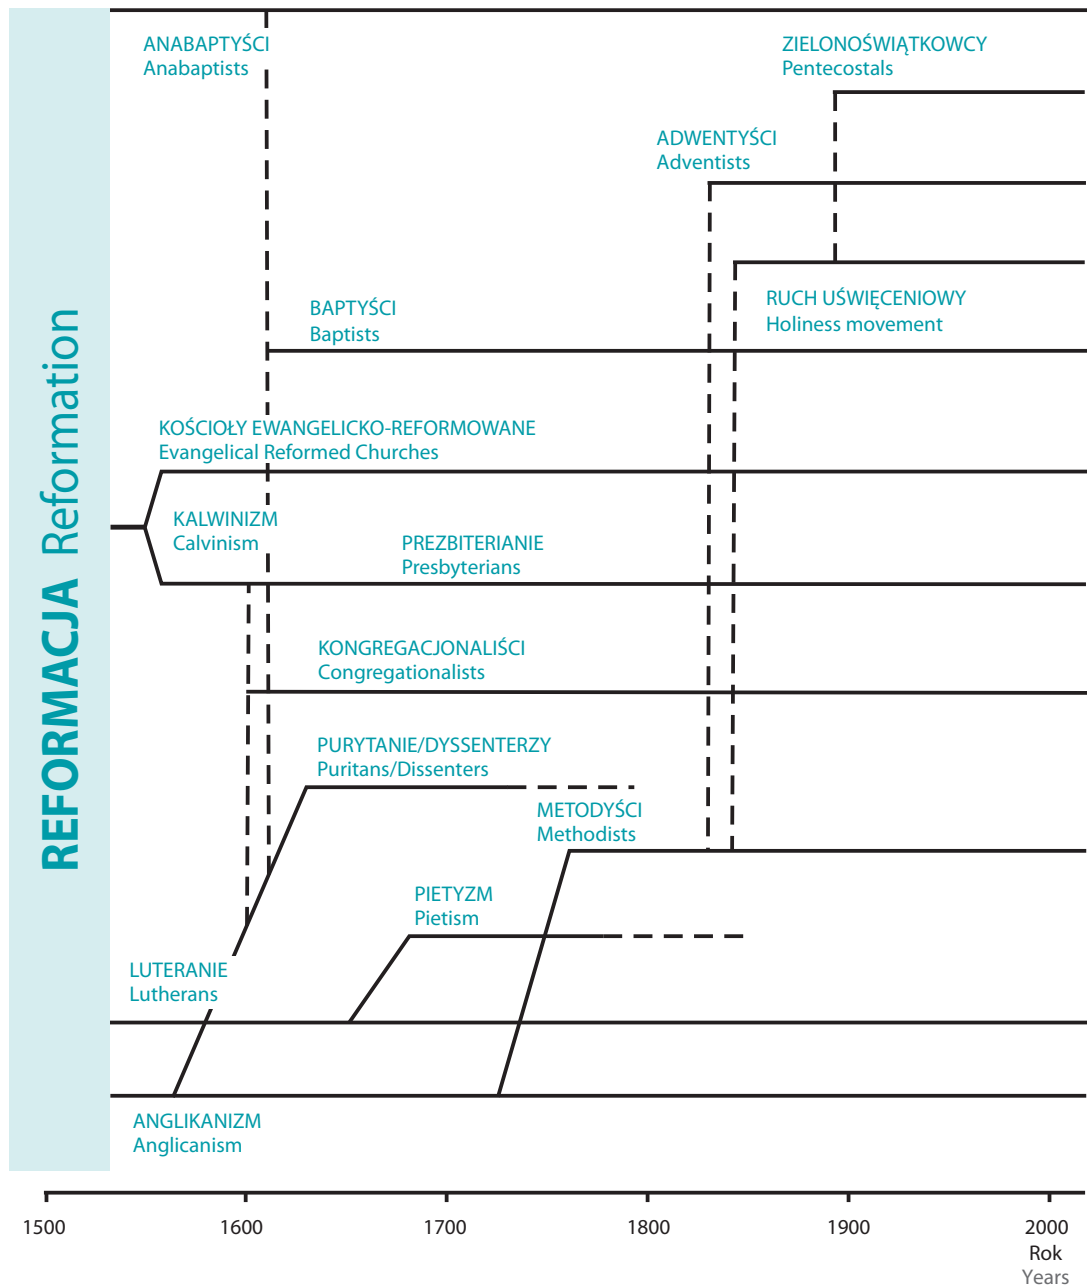 REFORMACJA Reformation
ANABAPTYŚCI
Anabaptists
ZIELONOŚWIĄTKOWCY
Pentecostals
ADWENTYŚCI
Adventists
RUCH UŚWIĘCENIOWY
Holiness movement
BAPTYŚCI
Baptists
KOŚCIOŁY EWANGELICKO-REFORMOWANE
Evangelical Reformed Churches
KALWINIZM
Calvinism
PREZBITERIANIE
Presbyterians
KONGREGACJONALIŚCI
Congregationalists
PURYTANIE/DYSSENTERZY
Puritans/Dissenters
METODYŚCI
Methodists
PIETYZM
Pietism
LUTERANIE
Lutherans
ANGLIKANIZM
Anglicanism
1500 1600 1700 1800 1900 2000
Rok
Years